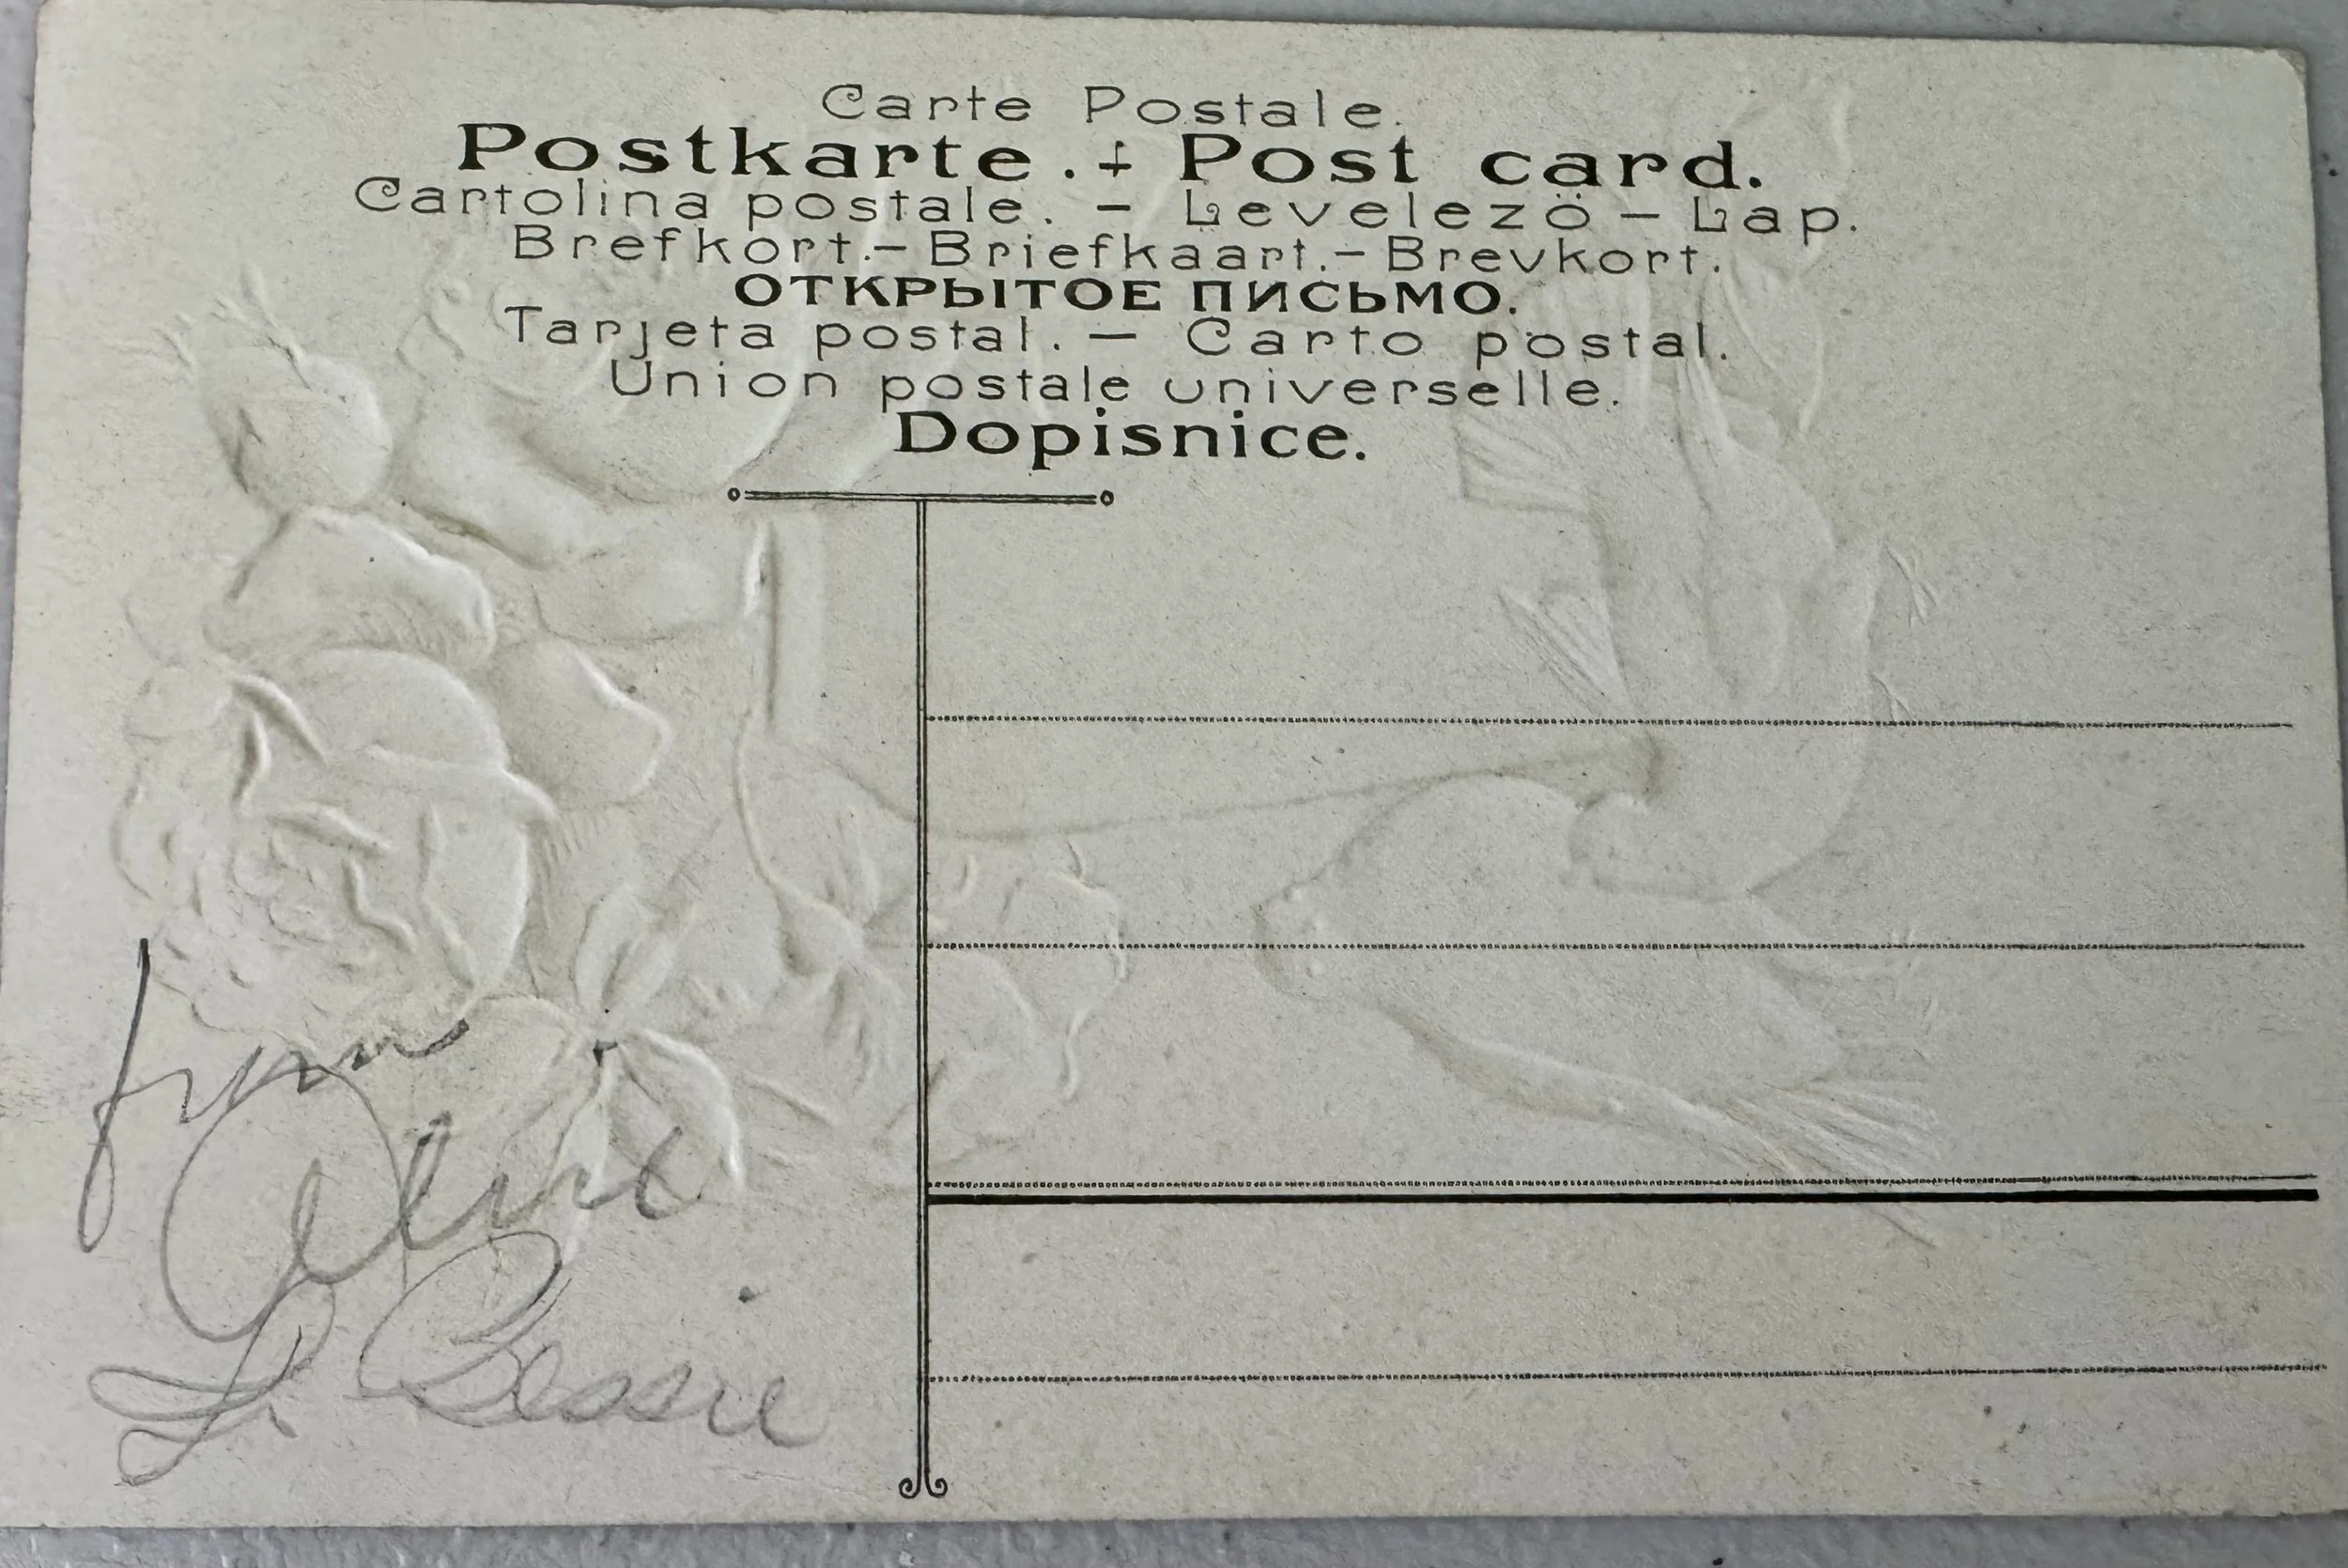 Carte Postale.
Postkarte. + Post card.
Cartolina postale. – Levelezö – Lap.
Brefkort. – Briefkaart. – Brevkort.
ОТКРЫТОЕ ПИСЬМО.
Tarjeta postal. – Carto postal.
Union postale universelle.
Dopisnice.
from
Bessie